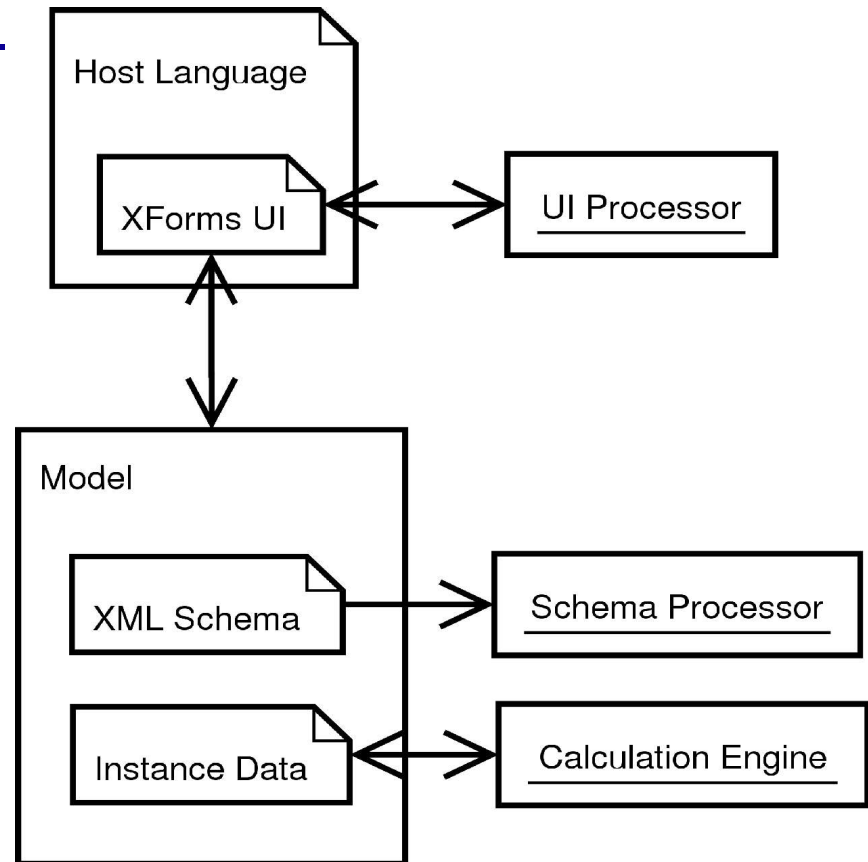 Host Language
XForms UI
UI Processor
Model
XML Schema
Schema Processor
Instance Data
Calculation Engine